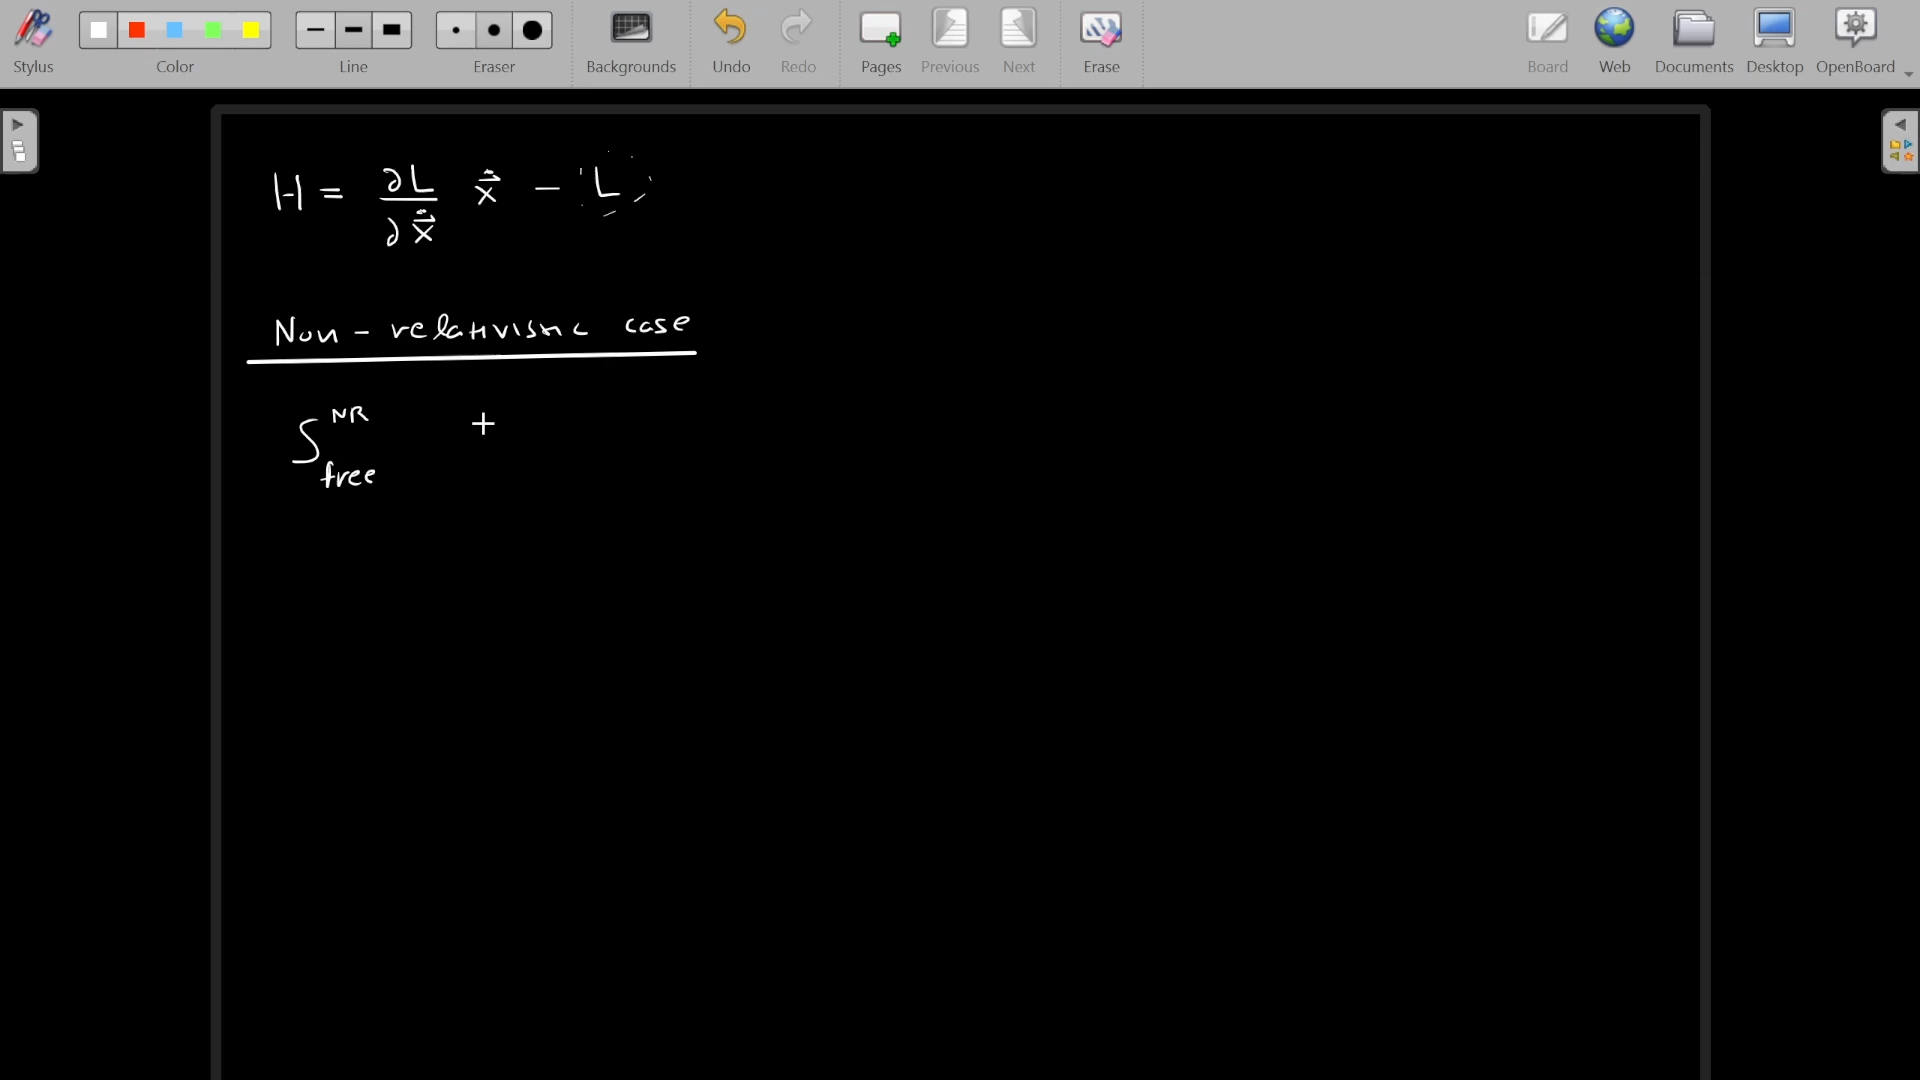 Stylus Color Line Eraser Backgrounds Undo Redo Pages Previous Next Erase Board Web Documents Desktop OpenBoard
H = ∂L/∂ẋ⃗ ẋ⃗ − L
Non-relativistic case
S^NR_free